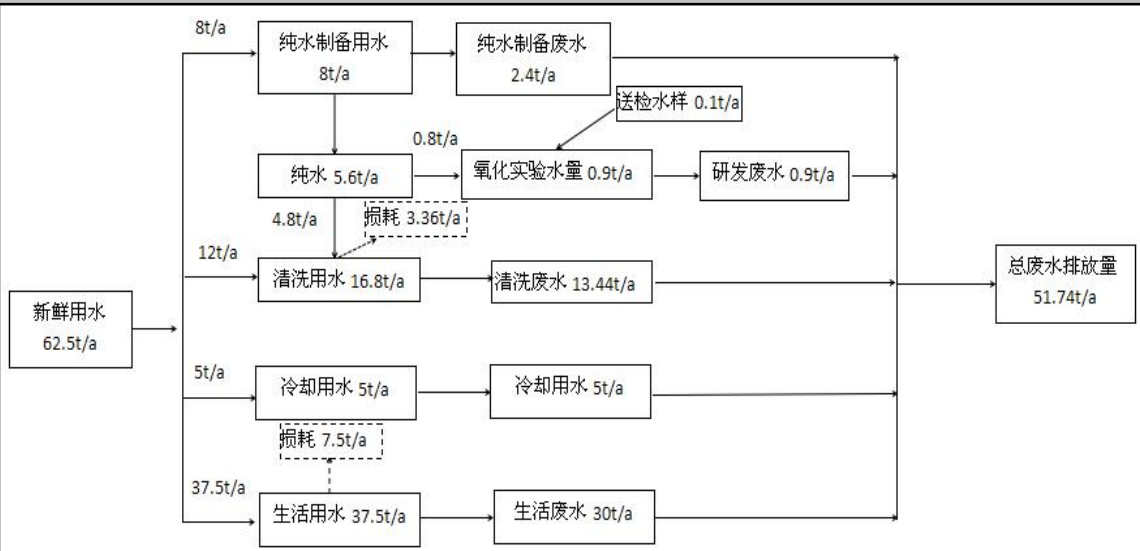 8t/a
纯水制备用水
8t/a
纯水制备废水
2.4t/a
送检水样 0.1t/a
0.8t/a
纯水 5.6t/a
氧化实验水量 0.9t/a
研发废水 0.9t/a
4.8t/a
损耗 3.36t/a
12t/a
清洗用水 16.8t/a
清洗废水 13.44t/a
总废水排放量
51.74t/a
新鲜用水
62.5t/a
5t/a
冷却用水 5t/a
冷却用水 5t/a
损耗 7.5t/a
37.5t/a
生活用水 37.5t/a
生活废水 30t/a